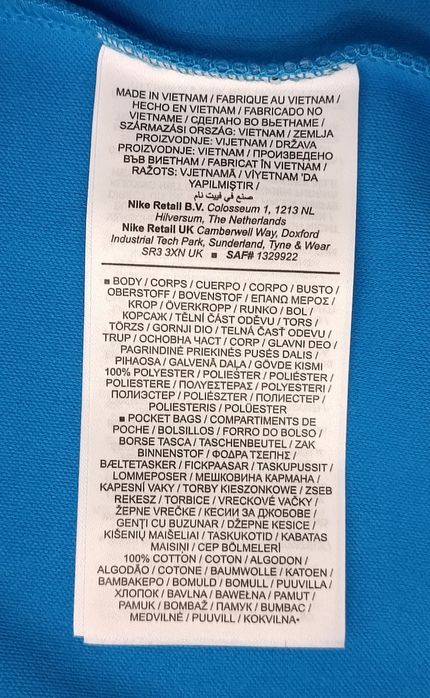 MADE IN VIETNAM / FABRIQUE AU VIETNAM /
HECHO EN VIETNAM / FABRICADO NO
VIETNAME / СДЕЛАНО ВО ВЬЕТНАМЕ /
SZÁRMAZÁSI ORSZÁG: VIETNAM / ZEMLJA
PROIZVODNJE: VIJETNAM / DRŽAVA
PROIZVODNJE: VIETNAM / ПРОИЗВЕДЕНО
ВЪВ ВИЕТНАМ / FABRICAT ÎN VIETNAM /
RAŽOTS: VJETNAMĀ / VİYETNAM 'DA
YAPILMIŞTIR /
صنع في فييت نام
Nike Retail B.V. Colosseum 1, 1213 NL
Hilversum, The Netherlands
Nike Retail UK Camberwell Way, Doxford
Industrial Tech Park, Sunderland, Tyne & Wear
SR3 3XN UK ■ SAF# 1329922
■ BODY / CORPS / CUERPO / CORPO / BUSTO /
OBERSTOFF / BOVENSTOF / ΕΠΑΝΩ ΜΕΡΟΣ /
KROP / ÖVERKROPP / RUNKO / BOL /
КОРСАЖ / TĚLNÍ ČÁST ODĚVU / TORS /
TÖRZS / GORNJI DIO / TELNÁ ČASŤ ODEVU /
TRUP / ОСНОВНА ЧАСТ / CORP / GLAVNI DEO /
PAGRINDINĖ PRIEKINĖS PUSĖS DALIS /
PIHAOSA / GALVENĀ DAĻA / GÖVDE KISMI
100% POLYESTER / POLIESTER / POLIÉSTER /
POLIESTERE / ΠΟΛΥΕΣΤΕΡΑΣ / POLYESTERI /
ПОЛИЭСТЕР / POLIÉSZTER / ПОЛИЕСТЕР /
POLIESTERIS / POLÜESTER
■ POCKET BAGS / COMPARTIMENTS DE
POCHE / BOLSILLOS / FORRO DO BOLSO /
BORSE TASCA / TASCHENBEUTEL / ZAK
BINNENSTOF / ΦΟΔΡΑ ΤΣΕΠΗΣ /
BÆLTETASKER / FICKPAASAR / TASKUPUSSIT /
LOMMEPOSER / МЕШКОВИНА КАРМАНА /
KAPESNÍ VAKY / TORBY KIESZONKOWE / ZSEB
REKESZ / TORBICE / VRECKOVÉ VAČKY /
ŽEPNE VREČKE / КЕСИИ ЗА ДЖОБОВЕ /
GENȚI CU BUZUNAR / DŽEPNE KESICE /
KIŠENIŲ MAIŠELIAI / TASKUKOTID / KABATAS
MAISIŅI / CEP BÖLMELERİ
100% COTTON / COTON / ALGODON /
ALGODÃO / COTONE / BAUMWOLLE / KATOEN /
ΒΑΜΒΑΚΕΡΟ / BOMULD / BOMULL / PUUVILLA /
ХЛОПОК / BAVLNA / BAWEŁNA / PAMUT /
PAMUK / BOMBAŽ / ПАМУК / BUMBAC /
MEDVILNĖ / PUUVILL / KOKVILNA•